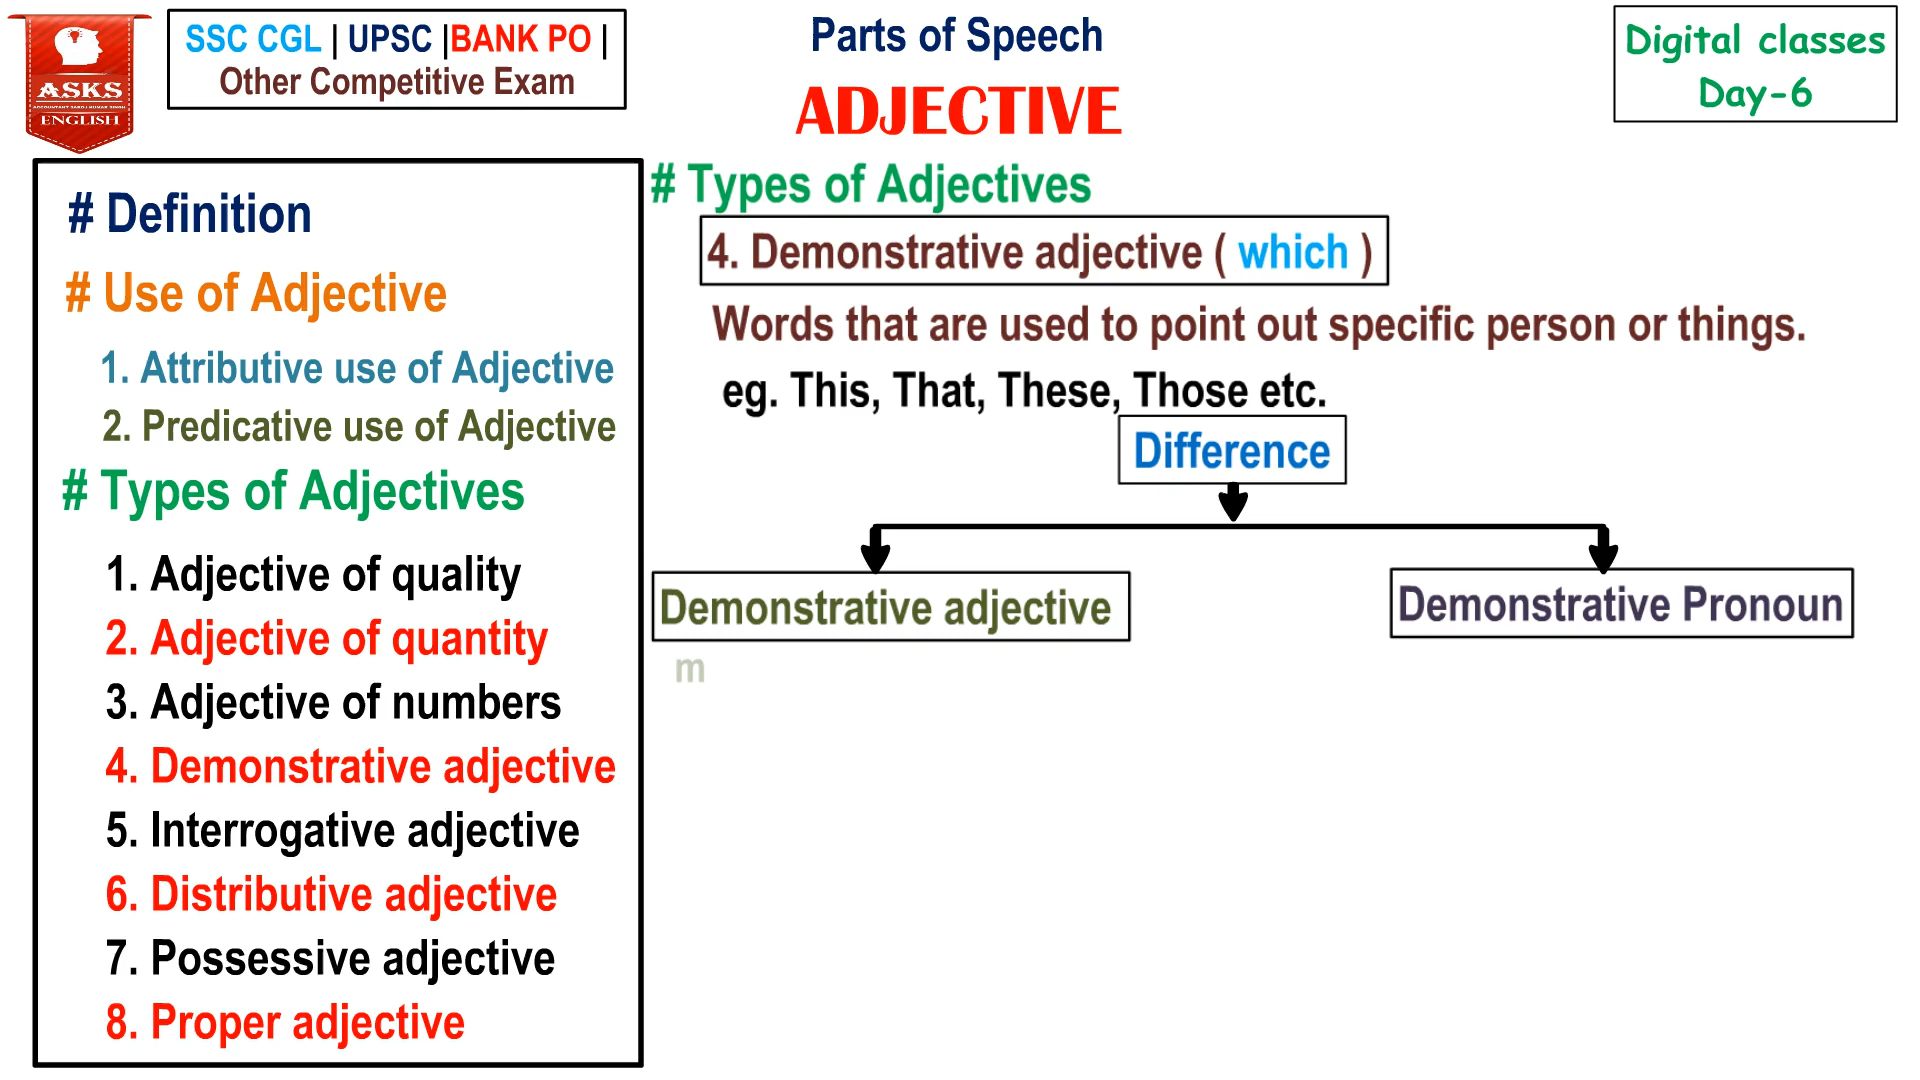 ASKS
ACCOUNTANT SAROJ KUMAR SINGH
ENGLISH
SSC CGL | UPSC |BANK PO |
Other Competitive Exam
Parts of Speech
ADJECTIVE
Digital classes
Day-6
# Definition
# Use of Adjective
1. Attributive use of Adjective
2. Predicative use of Adjective
# Types of Adjectives
1. Adjective of quality
2. Adjective of quantity
3. Adjective of numbers
4. Demonstrative adjective
5. Interrogative adjective
6. Distributive adjective
7. Possessive adjective
8. Proper adjective
# Types of Adjectives
4. Demonstrative adjective ( which )
Words that are used to point out specific person or things.
eg. This, That, These, Those etc.
Difference
Demonstrative adjective
Demonstrative Pronoun
m